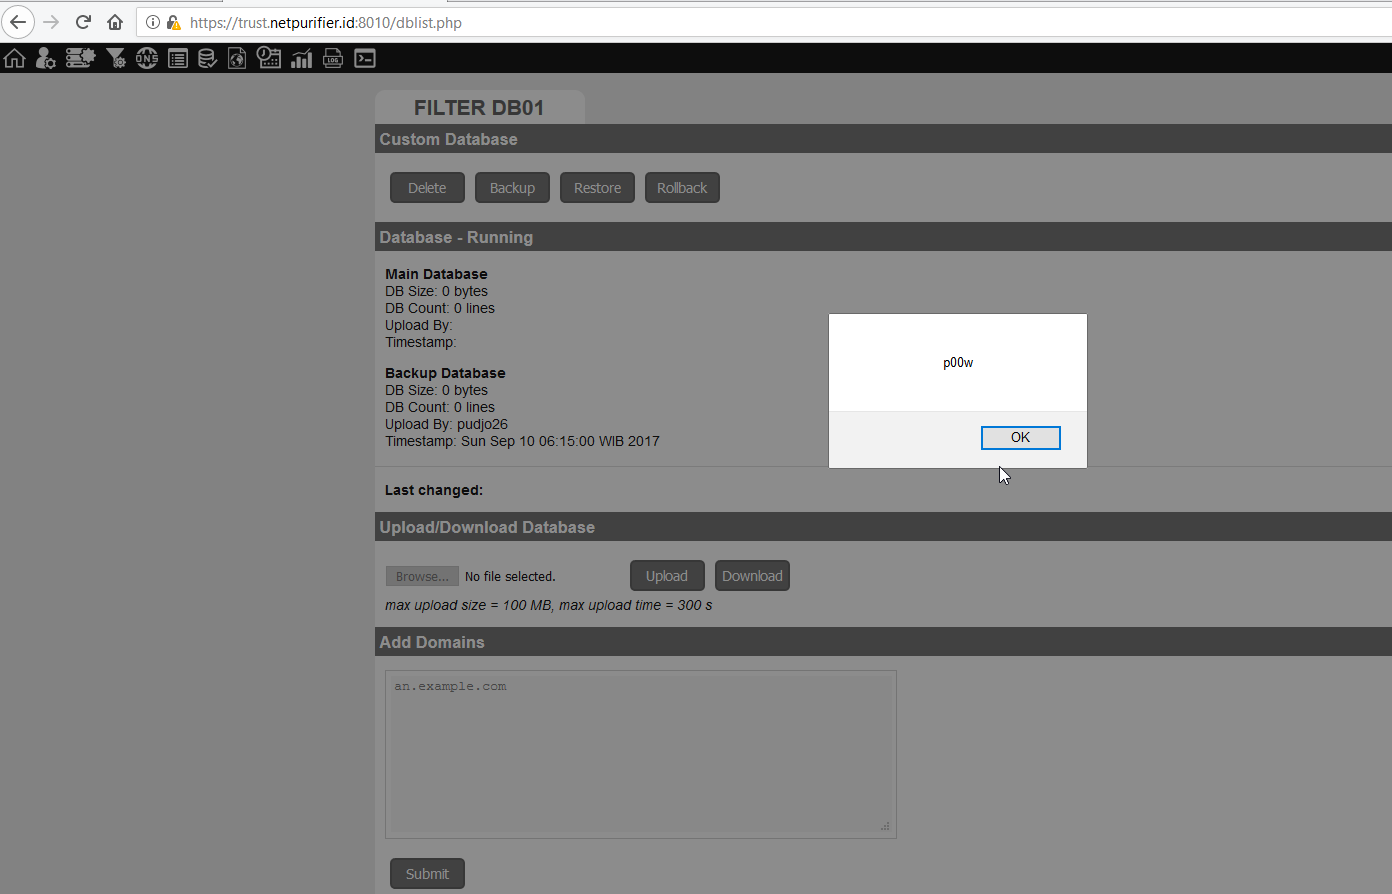 https://trust.netpurifier.id:8010/dblist.php
DNS
LOG
FILTER DB01
Custom Database
Delete Backup Restore Rollback
Database - Running
Main Database
DB Size: 0 bytes
DB Count: 0 lines
Upload By:
Timestamp:
Backup Database
DB Size: 0 bytes
DB Count: 0 lines
Upload By: pudjo26
Timestamp: Sun Sep 10 06:15:00 WIB 2017
p00w
OK
Last changed:
Upload/Download Database
Browse... No file selected. Upload Download
max upload size = 100 MB, max upload time = 300 s
Add Domains
an.example.com
Submit